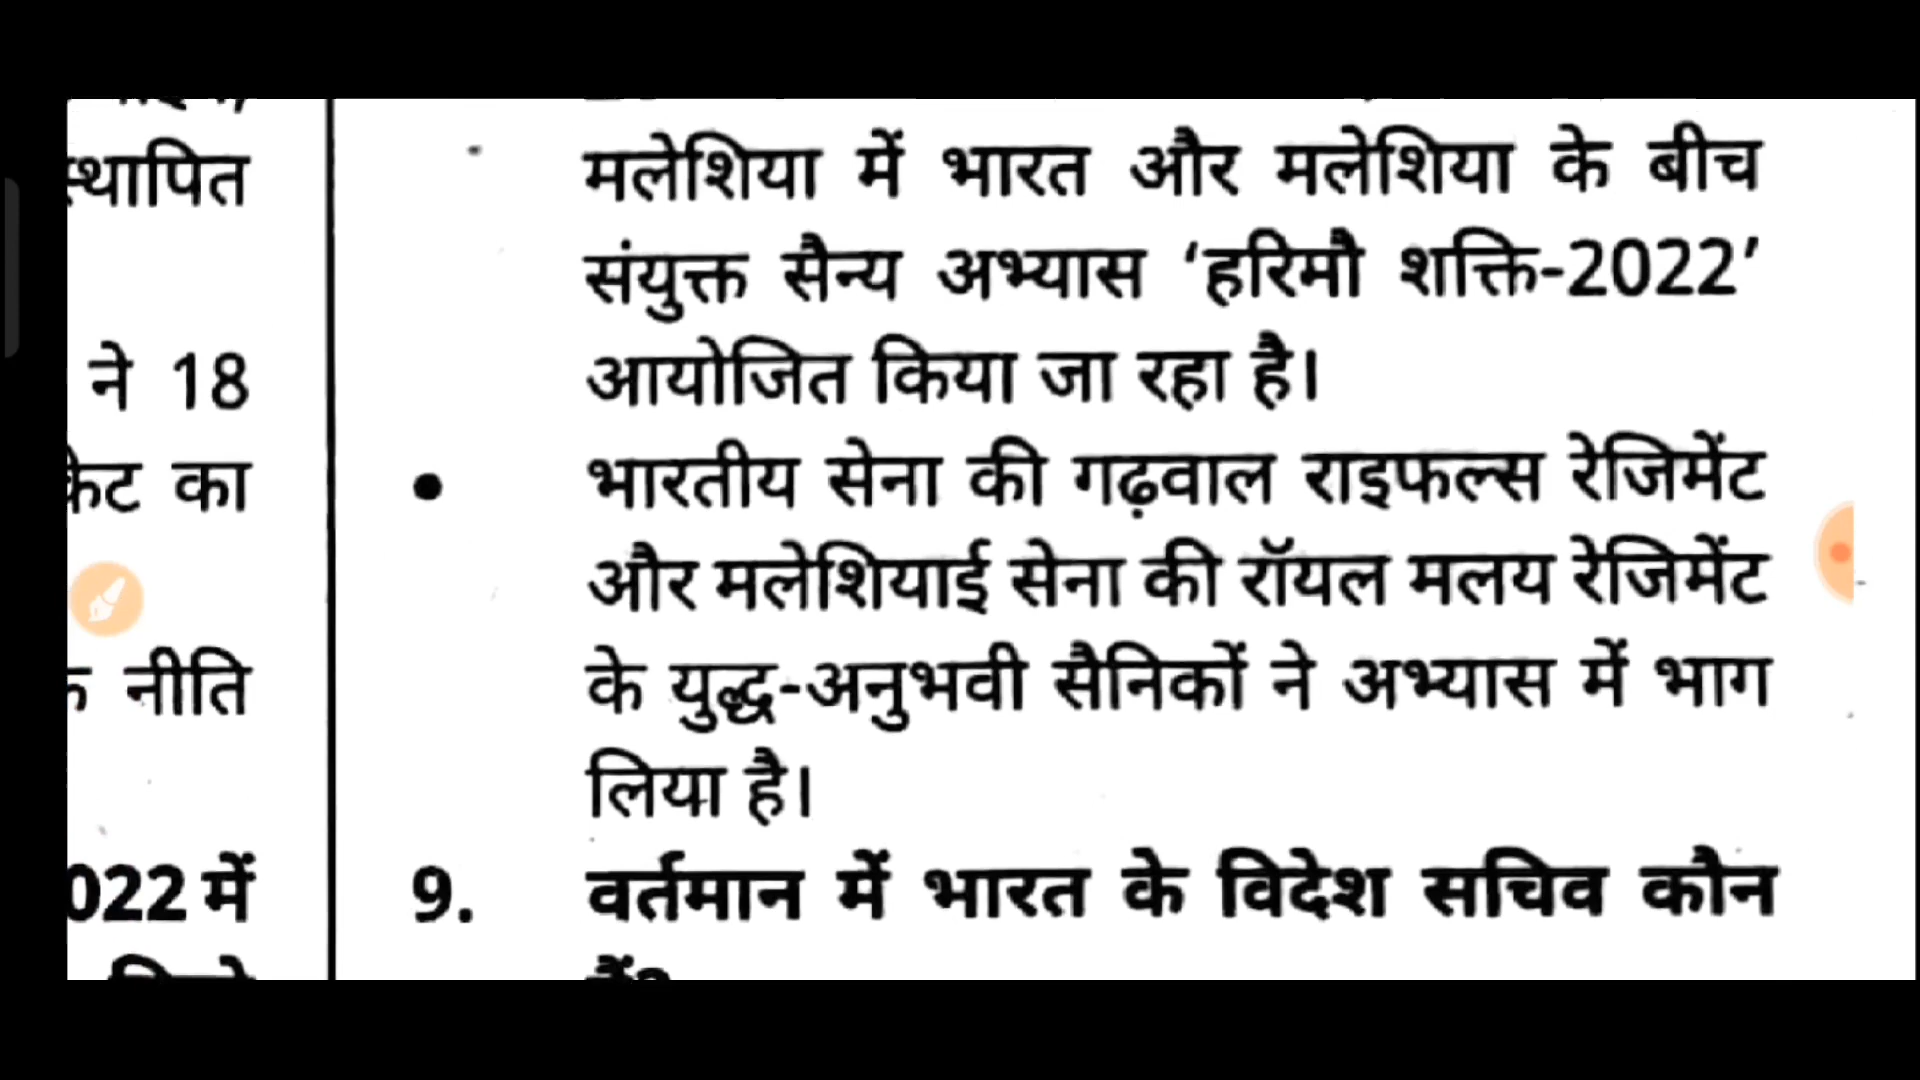 स्थापित
ने 18
का
नीति
022 में
मलेशिया में भारत और मलेशिया के बीच
संयुक्त सैन्य अभ्यास ‘हरिमौ शक्ति-2022’
आयोजित किया जा रहा है।
• भारतीय सेना की गढ़वाल राइफल्स रेजिमेंट
और मलेशियाई सेना की रॉयल मलय रेजिमेंट
के युद्ध-अनुभवी सैनिकों ने अभ्यास में भाग
लिया है।
9. वर्तमान में भारत के विदेश सचिव कौन